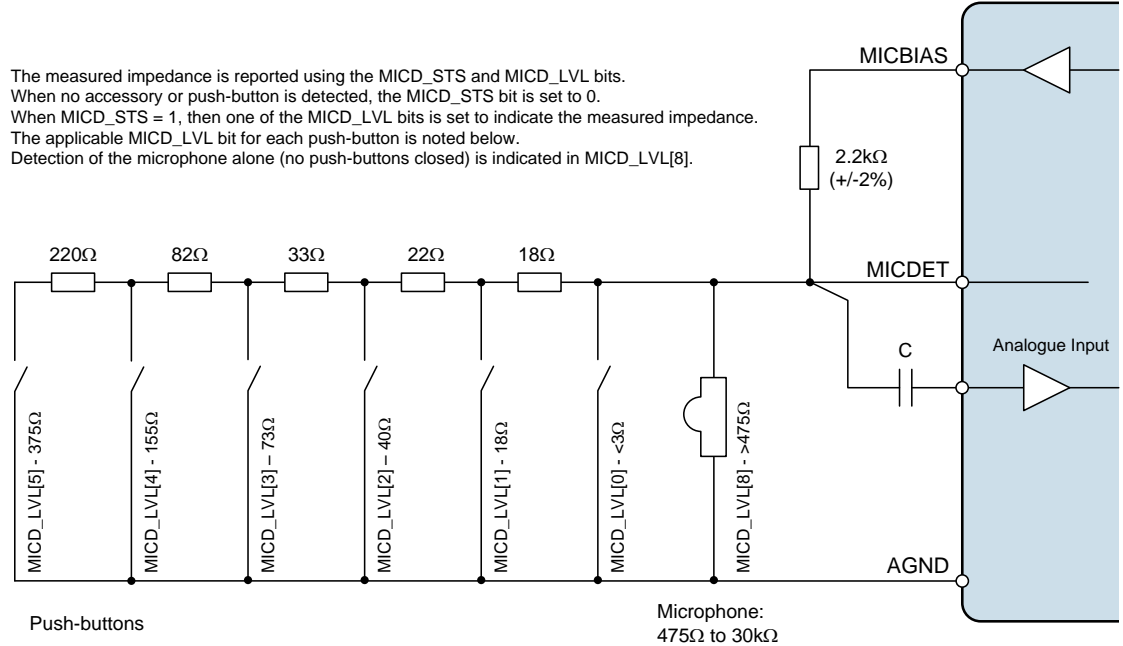 The measured impedance is reported using the MICD_STS and MICD_LVL bits.
When no accessory or push-button is detected, the MICD_STS bit is set to 0.
When MICD_STS = 1, then one of the MICD_LVL bits is set to indicate the measured impedance.
The applicable MICD_LVL bit for each push-button is noted below.
Detection of the microphone alone (no push-buttons closed) is indicated in MICD_LVL[8].
MICBIAS
2.2kΩ
(+/-2%)
220Ω
82Ω
33Ω
22Ω
18Ω
MICDET
C
Analogue Input
MICD_LVL[5] - 375Ω
MICD_LVL[4] - 155Ω
MICD_LVL[3] – 73Ω
MICD_LVL[2] – 40Ω
MICD_LVL[1] - 18Ω
MICD_LVL[0] - <3Ω
MICD_LVL[8] - >475Ω
AGND
Push-buttons
Microphone:
475Ω to 30kΩ